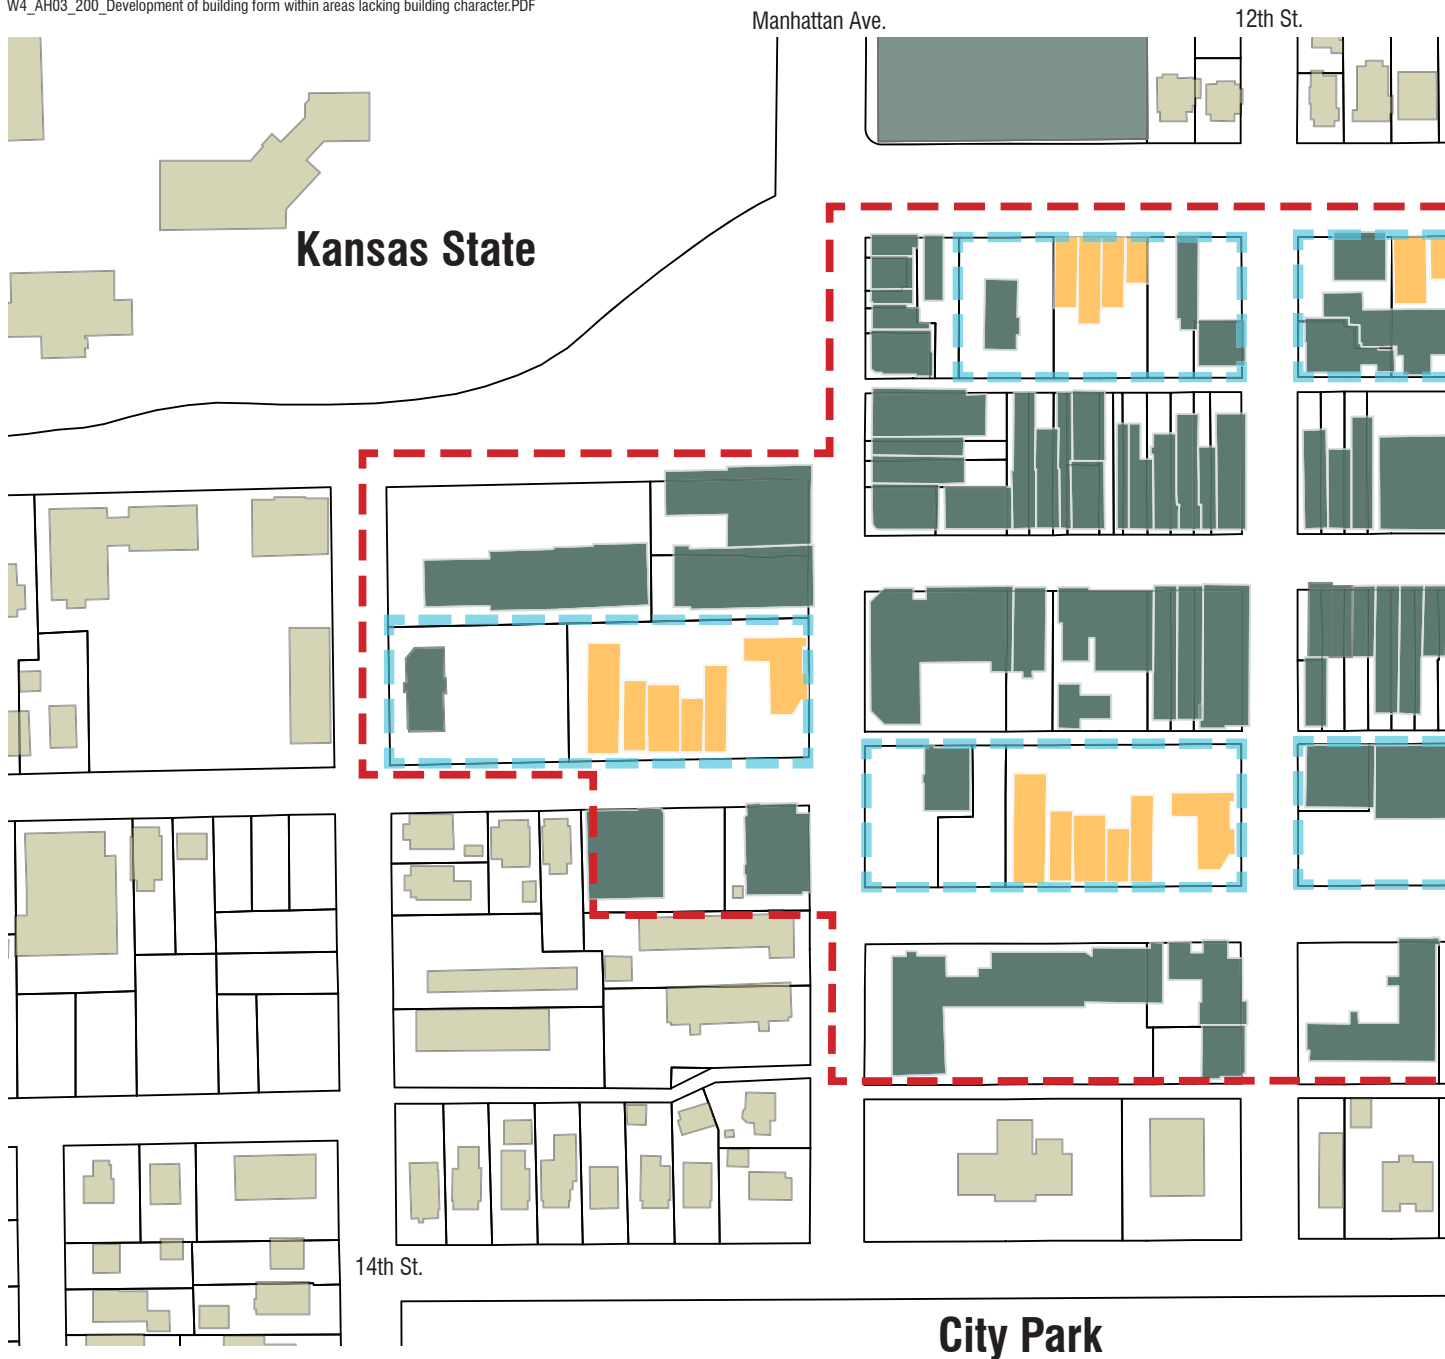 W4_AH03_200_Development of building form within areas lacking building character.PDF
Manhattan Ave.
12th St.
Kansas State
14th St.
City Park